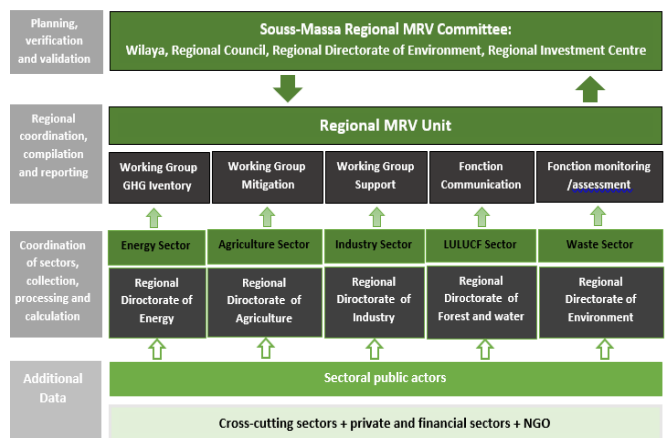 Planning,
verification
and validation
Souss-Massa Regional MRV Committee:
Wilaya, Regional Council, Regional Directorate of Environment, Regional Investment Centre
Regional
coordination,
compilation
and reporting
Regional MRV Unit
Working Group
GHG Iventory
Working Group
Mitigation
Working Group
Support
Fonction
Communication
Fonction monitoring
/assessment
Coordination
of sectors,
collection,
processing and
calculation
Energy Sector
Agriculture Sector
Industry Sector
LULUCF Sector
Waste Sector
Regional
Diroctorate of
Energy
Regional
Directorate of
Agriculture
Regional
Directorate of
Industry
Regional
Directorate of
Forest and water
Regional
Directorate of
Environment
Additional
Data
Sectoral public actors
Cross-cutting sectors + private and financial sectors + NGO